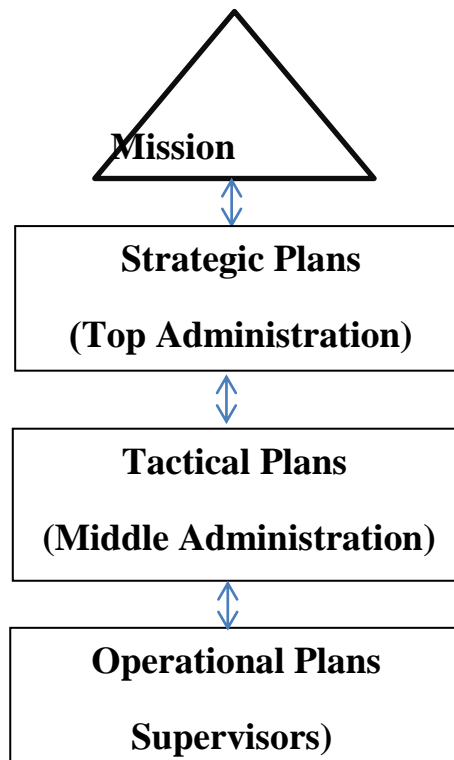 Mission
Strategic Plans
(Top Administration)
Tactical Plans
(Middle Administration)
Operational Plans
Supervisors)